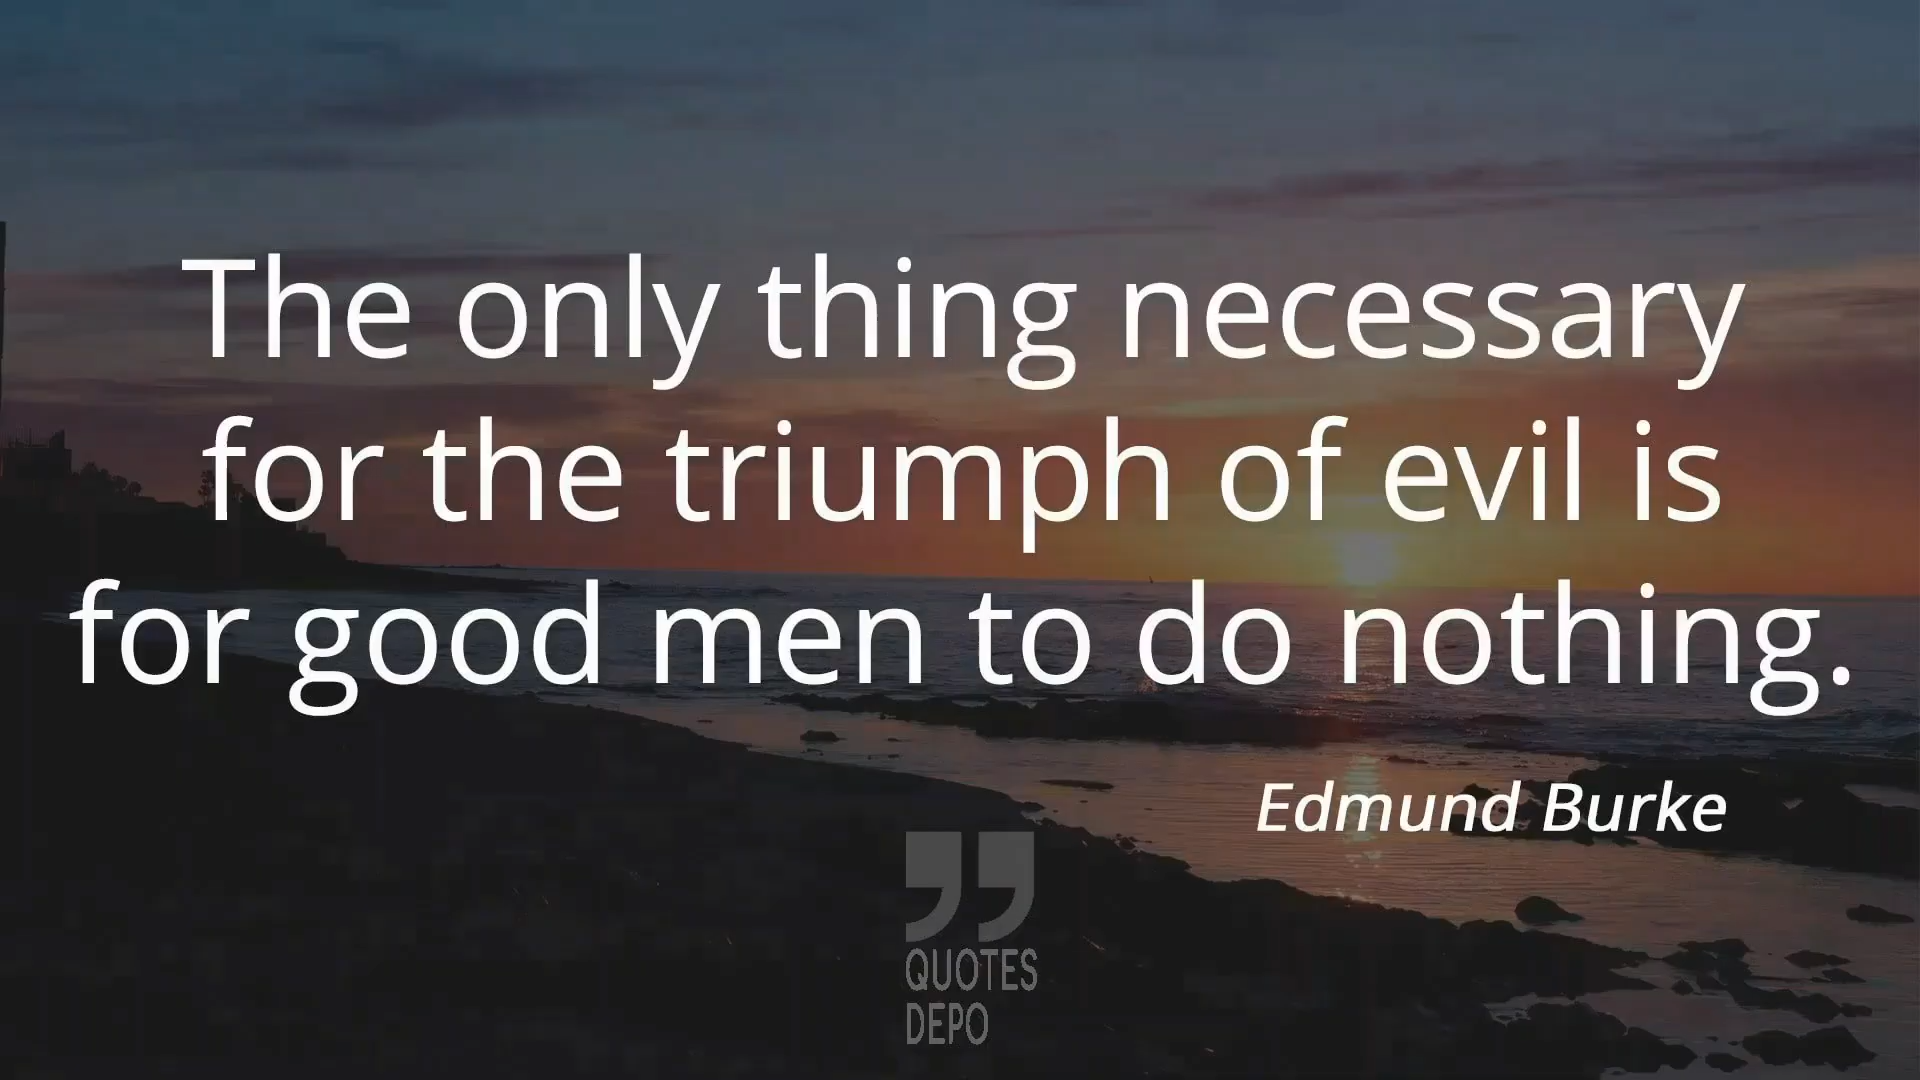 The only thing necessary
for the triumph of evil is
for good men to do nothing.
Edmund Burke
QUOTES
DEPO